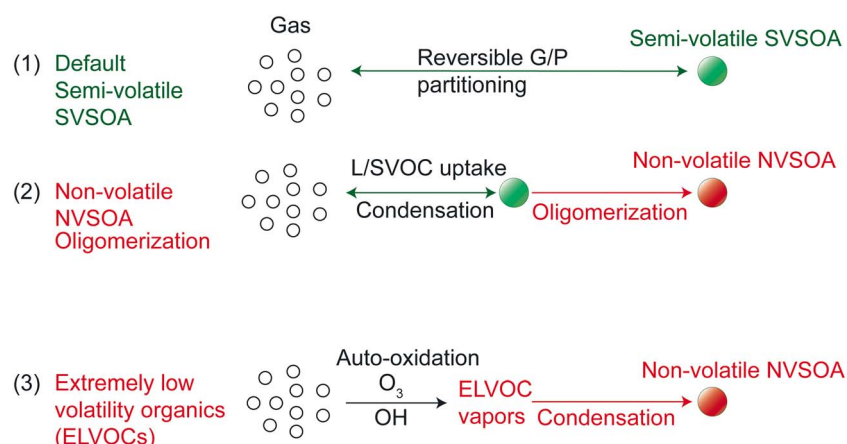 Gas
(1) Default
Semi-volatile
SVSOA
Reversible G/P
partitioning
Semi-volatile SVSOA
(2) Non-volatile
NVSOA
Oligomerization
L/SVOC uptake
Condensation
Oligomerization
Non-volatile NVSOA
(3) Extremely low
volatility organics
(ELVOCs)
Auto-oxidation
O3
OH
ELVOC
vapors
Condensation
Non-volatile NVSOA